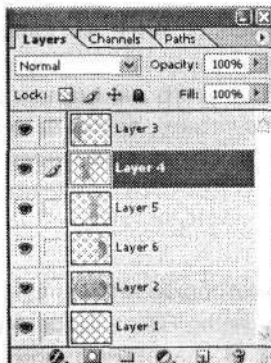 Layers Channels Paths
Normal Opacity: 100%
Lock: Fill: 100%
Layer 3
Layer 4
Layer 5
Layer 6
Layer 2
Layer 1